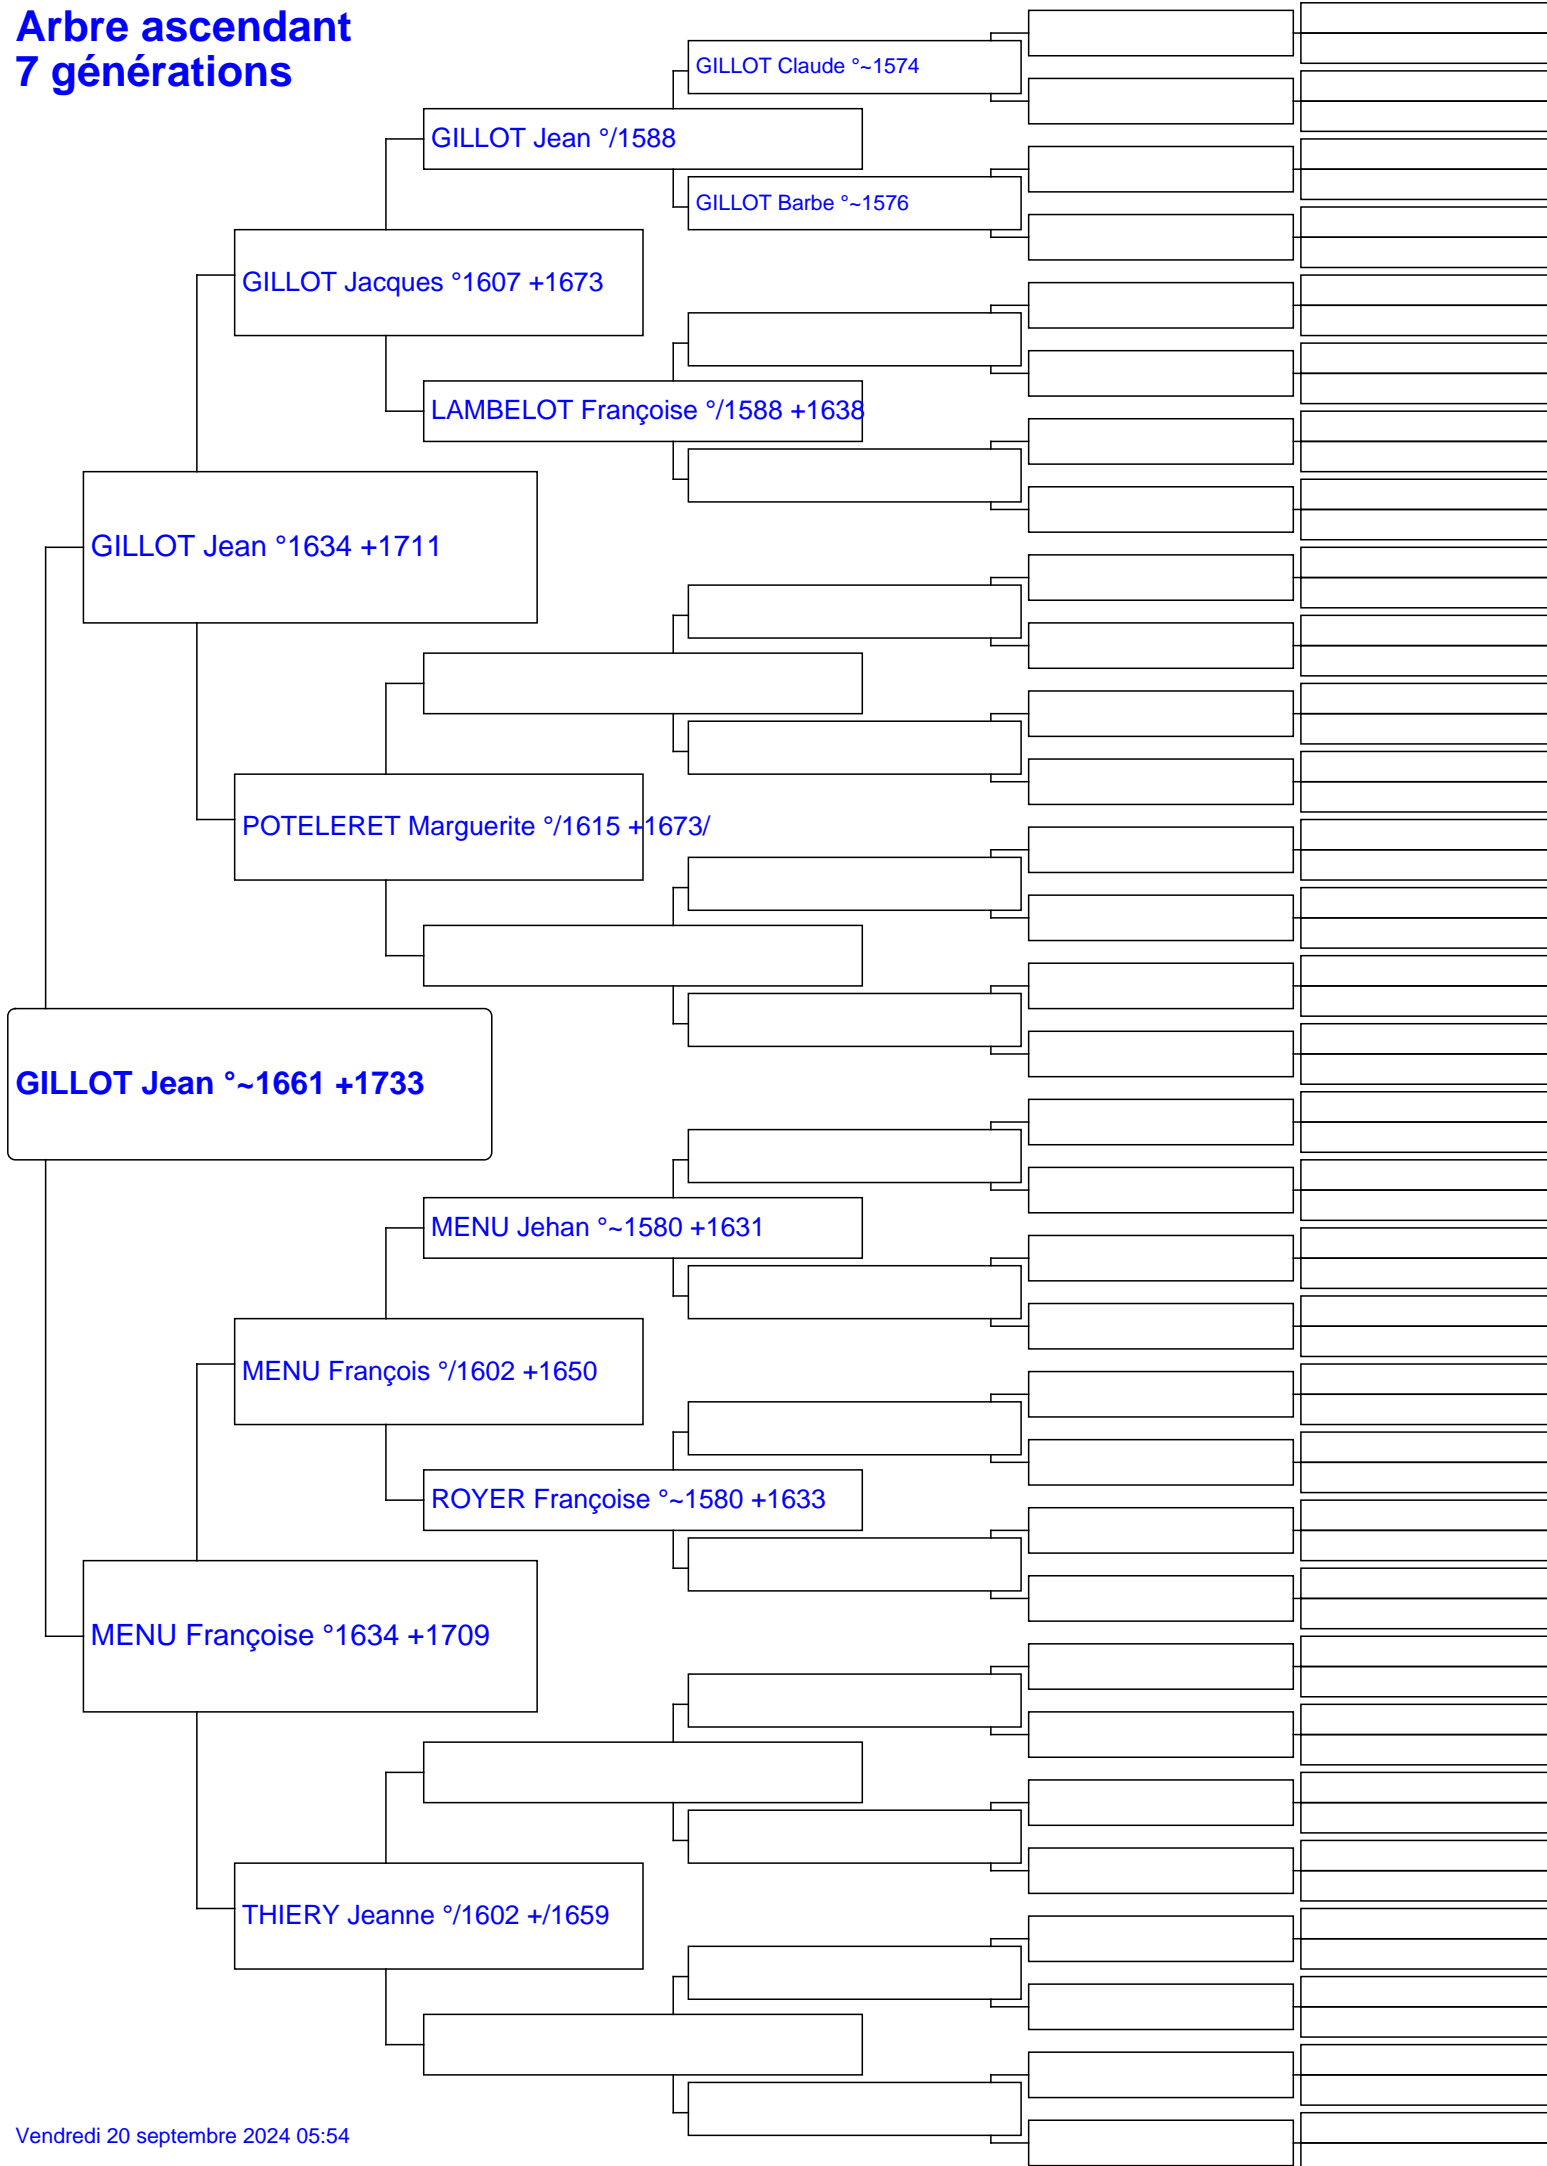 Arbre ascendant
7 générations
GILLOT Claude °~1574
GILLOT Jean °/1588
GILLOT Barbe °~1576
GILLOT Jacques °1607 +1673
LAMBELOT Françoise °/1588 +1638
GILLOT Jean °1634 +1711
POTELERET Marguerite °/1615 +1673/
GILLOT Jean °~1661 +1733
MENU Jehan °~1580 +1631
MENU François °/1602 +1650
ROYER Françoise °~1580 +1633
MENU Françoise °1634 +1709
THIERY Jeanne °/1602 +/1659
Vendredi 20 septembre 2024 05:54